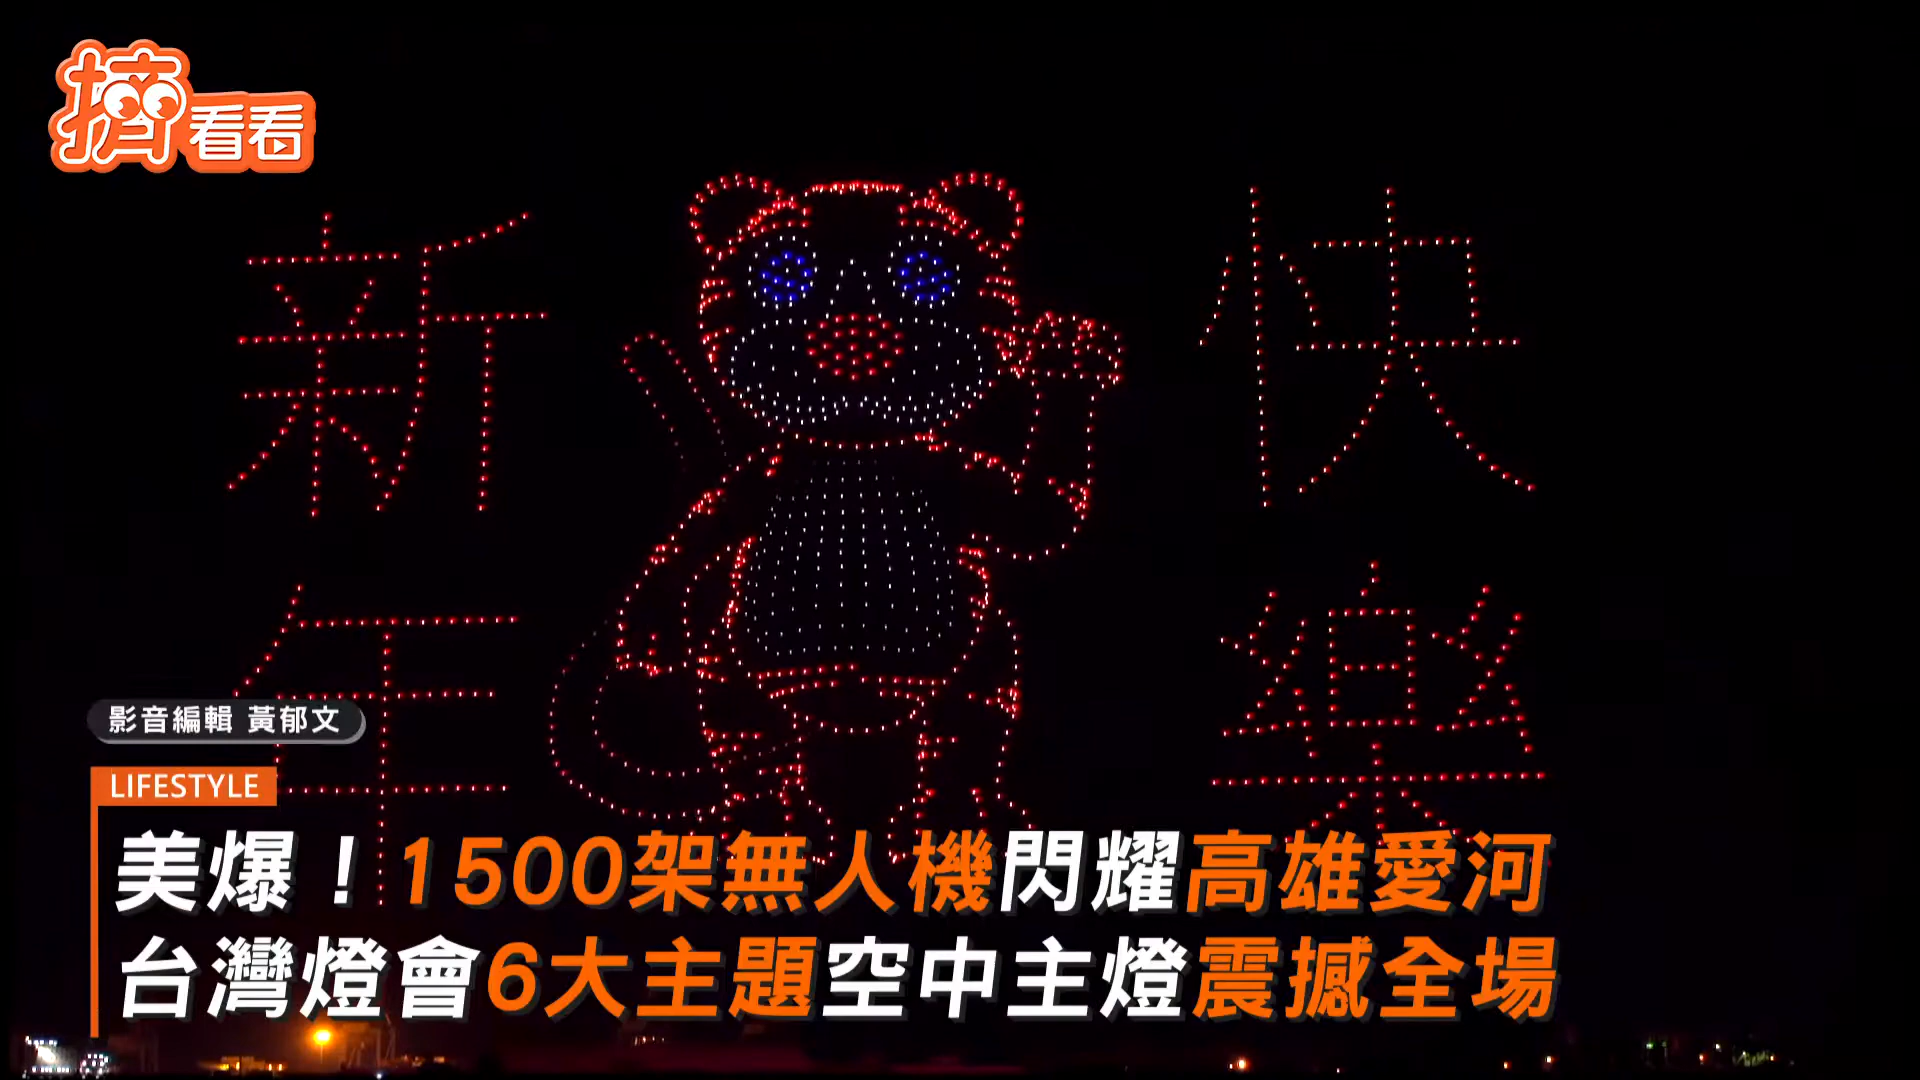 擠看看
新年
快樂
影音編輯 黃郁文
LIFESTYLE
美爆！1500架無人機閃耀高雄愛河
台灣燈會6大主題空中主燈震撼全場